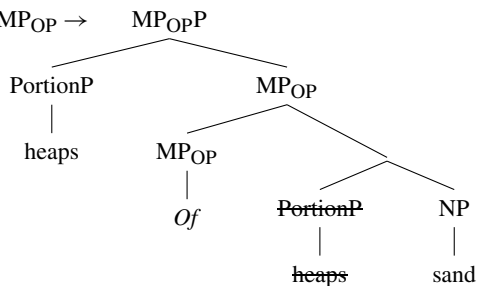 MP_OP → MP_OPP
PortionP MP_OP
heaps MP_OP
Of PortionP NP
heaps sand